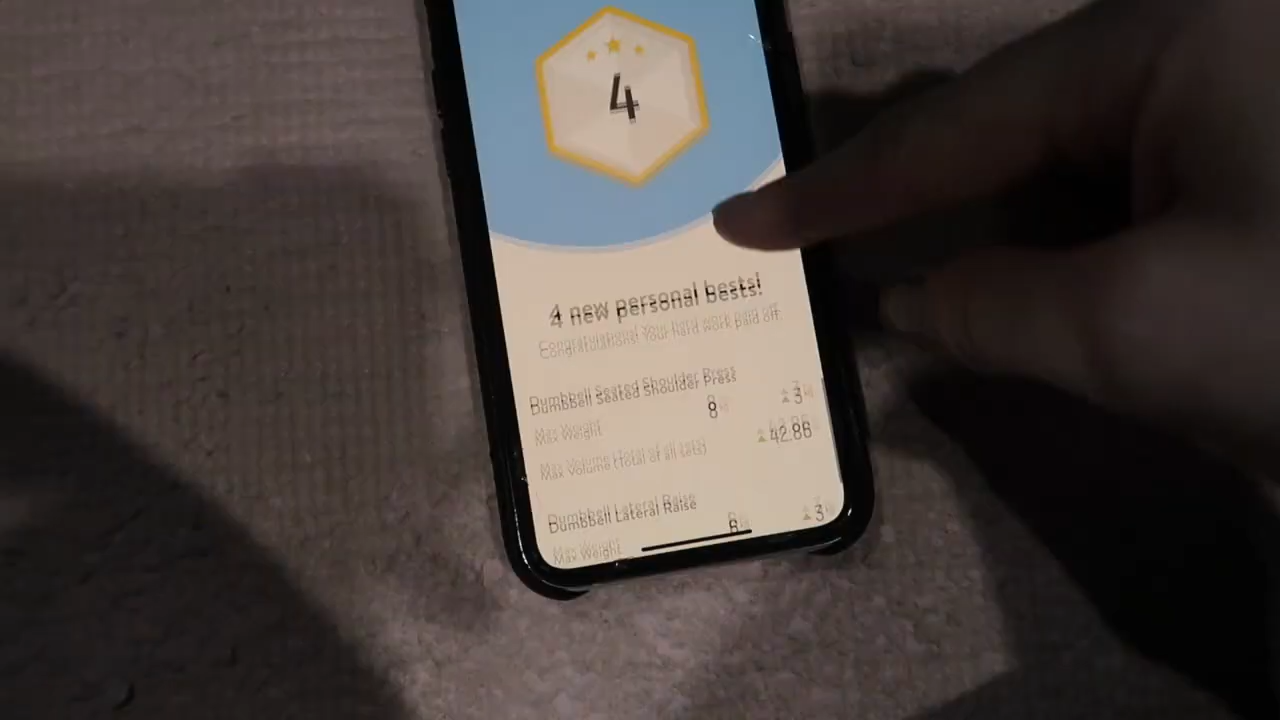 4
4 new personal bests!
Congratulations! Your hard work paid off.
Dumbbell Seated Shoulder Press
Max Weight 8 3
Max Volume (Total of all sets) 42.86
Dumbbell Lateral Raise
Max Weight 6 3